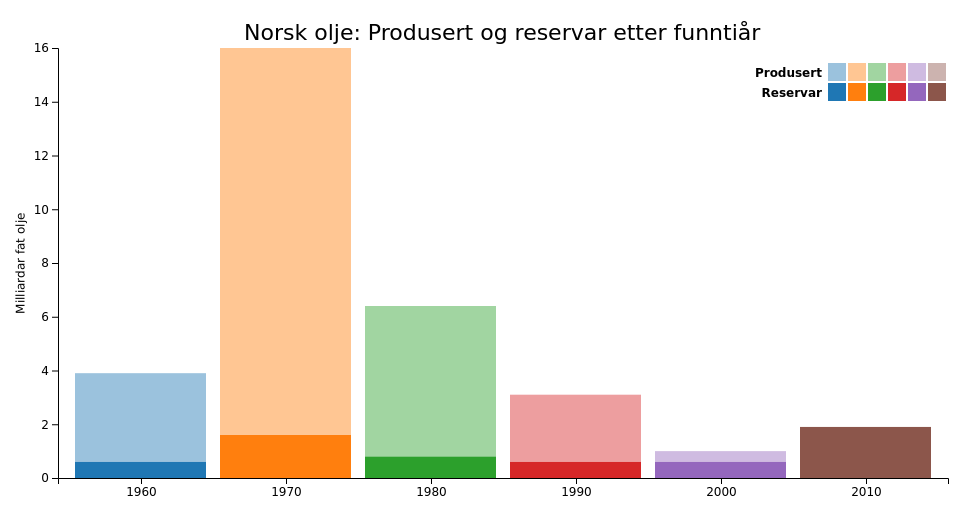 Norsk olje: Produsert og reservar etter funntiår
Produsert
Reservar
Milliardar fat olje
16
14
12
10
8
6
4
2
0
1960 1970 1980 1990 2000 2010